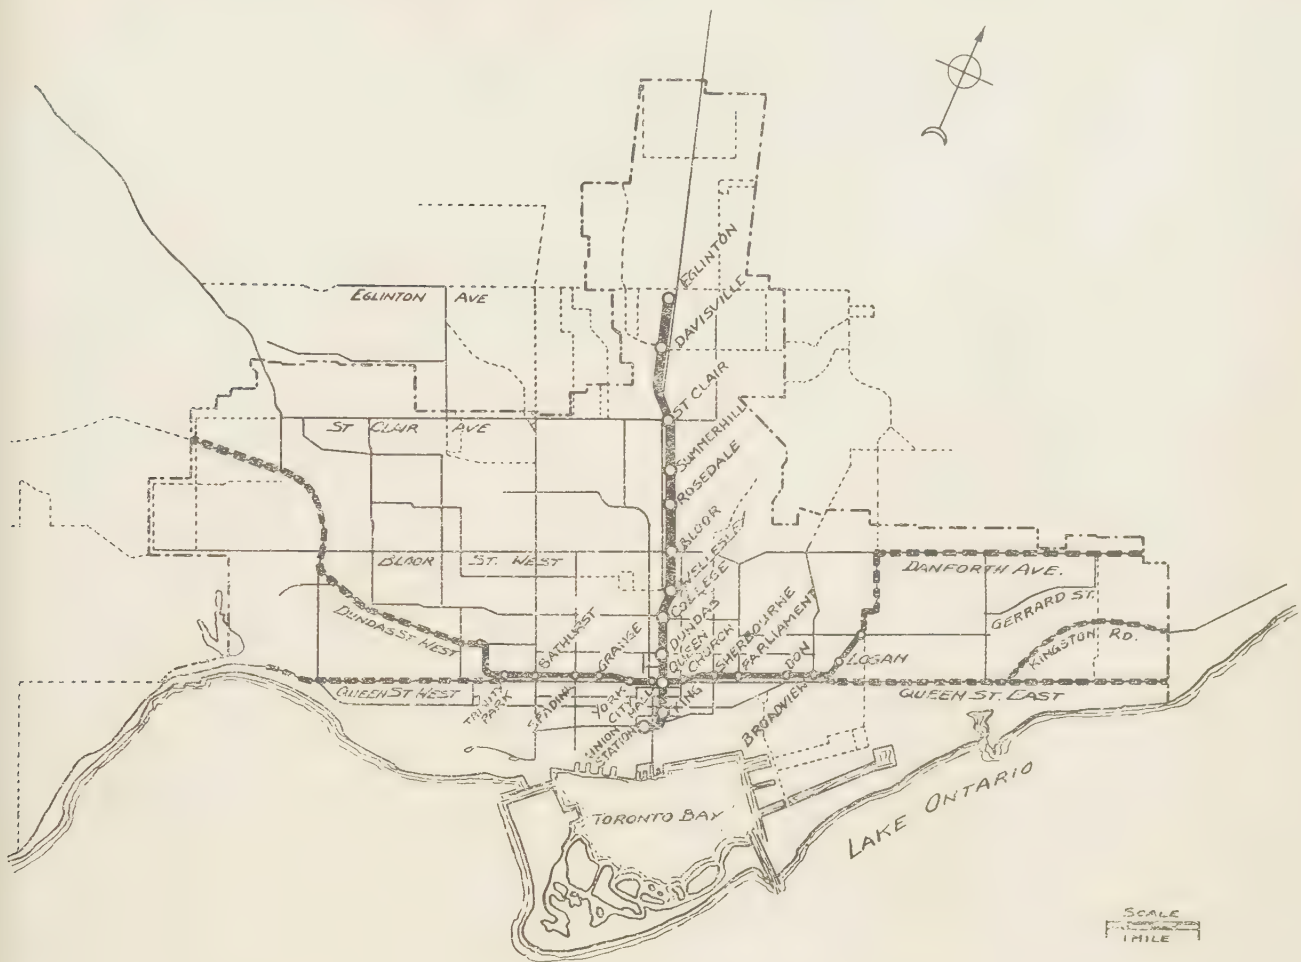 EGLINTON
DAVISVILLE
EGLINTON AVE
ST CLAIR
ST CLAIR AVE
SUMMERHILL
ROSEDALE
BLOOR
BLOOR ST. WEST
WELLESLEY
COLLEGE
DANFORTH AVE.
DUNDAS
QUEEN
CHURCH
SHERBOURNE
PARLIAMENT
GERRARD ST.
DUNDAS ST WEST
BATHURST
GRANGE
DON
LOGAN
KINGSTON RD.
QUEEN ST. WEST
TRINITY
PARK
SPADINA
YORK
CITY
HALL
KING
BROADVIEW
QUEEN ST. EAST
UNION
STATION
TORONTO BAY
LAKE ONTARIO
SCALE
1 MILE